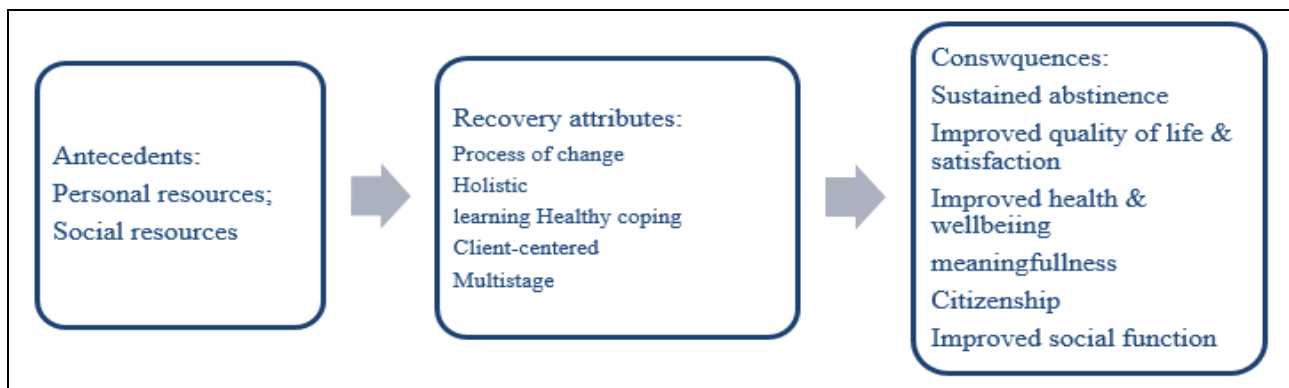 Antecedents:
Personal resources;
Social resources
Recovery attributes:
Process of change
Holistic
learning Healthy coping
Client-centered
Multistage
Conswquences:
Sustained abstinence
Improved quality of life &
satisfaction
Improved health &
wellbeiing
meaningfullness
Citizenship
Improved social function